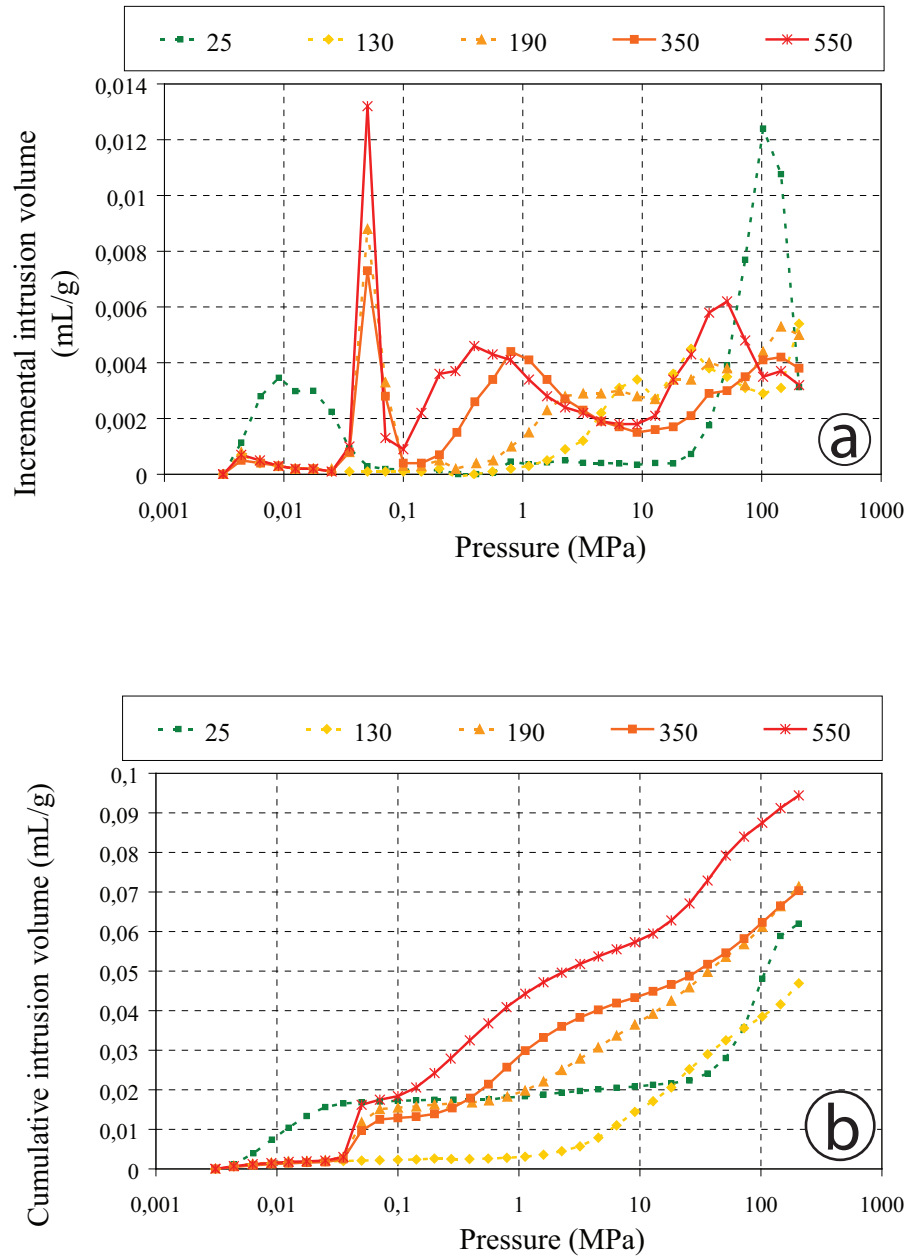 25 130 190 350 550
0,014
0,012
0,01
0,008
0,006
0,004
0,002
0
Incremental intrusion volume
(mL/g)
0,001 0,01 0,1 1 10 100 1000
Pressure (MPa)
a
25 130 190 350 550
0,1
0,09
0,08
0,07
0,06
0,05
0,04
0,03
0,02
0,01
0
Cumulative intrusion volume (mL/g)
0,001 0,01 0,1 1 10 100 1000
Pressure (MPa)
b